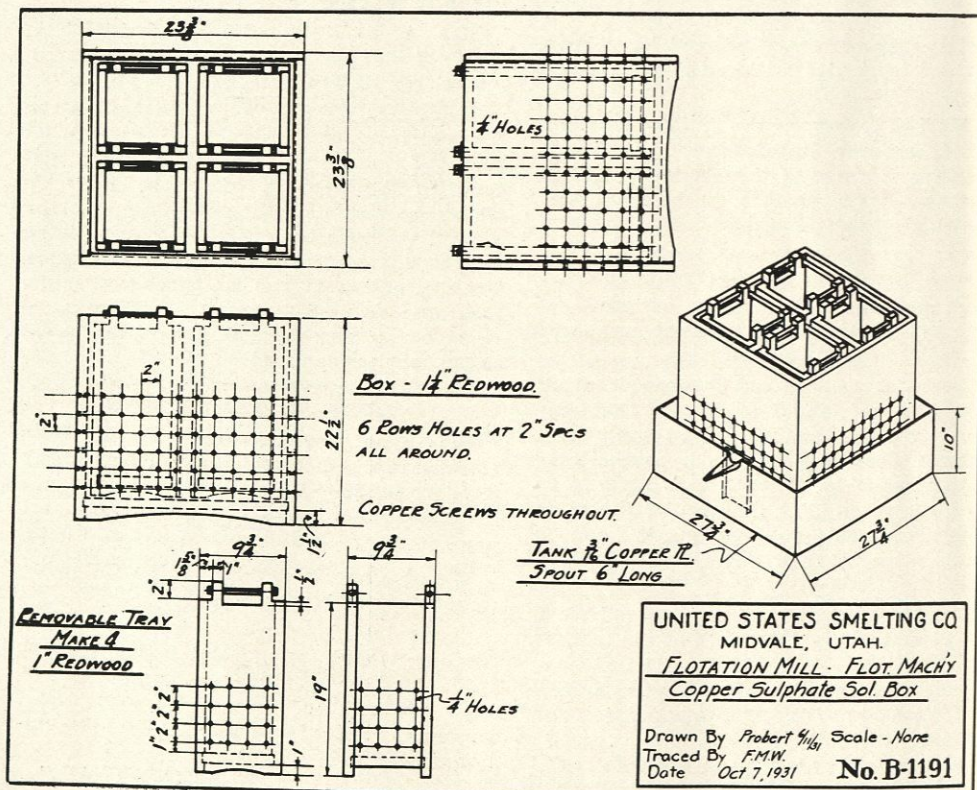 23 3/8"
23 3/8"
1/4" HOLES
2"
2"
22 1/2"
1 1/2"
BOX - 1 1/4" REDWOOD.
6 ROWS HOLES AT 2" SPCS
ALL AROUND.
COPPER SCREWS THROUGHOUT.
10"
27 3/4"
27 3/4"
TANK 3/16" COPPER PL.
SPOUT 6" LONG
9 3/4"
1 5/8"
1"
1/2"
2"
9 3/4"
REMOVABLE TRAY
MAKE 4
1" REDWOOD
19"
2"
2"
2"
1"
1"
1/4 HOLES
UNITED STATES SMELTING CO.
MIDVALE, UTAH.
FLOTATION MILL - FLOT. MACH'Y
Copper Sulphate Sol. Box
Drawn By Probert Scale - None
Traced By F.M.W.
Date Oct 7, 1931 No. B-1191